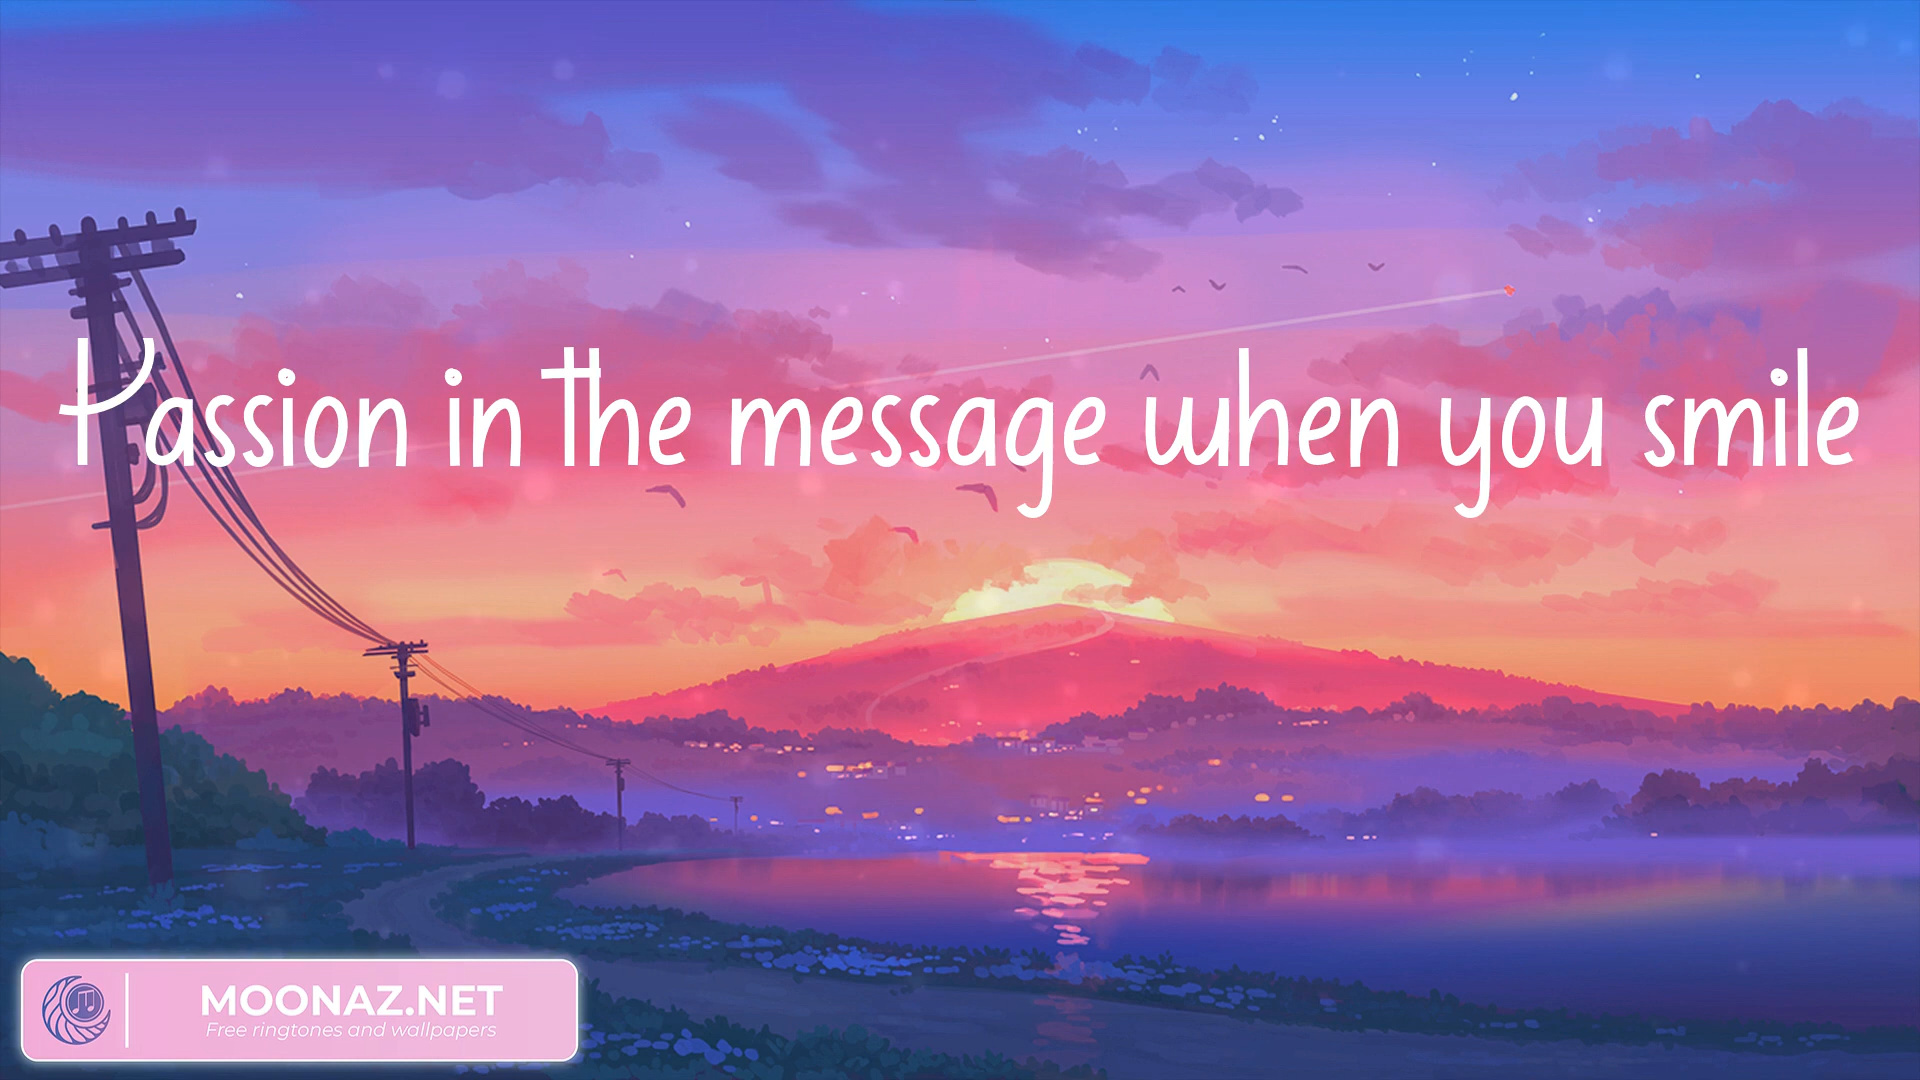 Passion in the message when you smile
MOONAZ.NET
Free ringtones and wallpapers